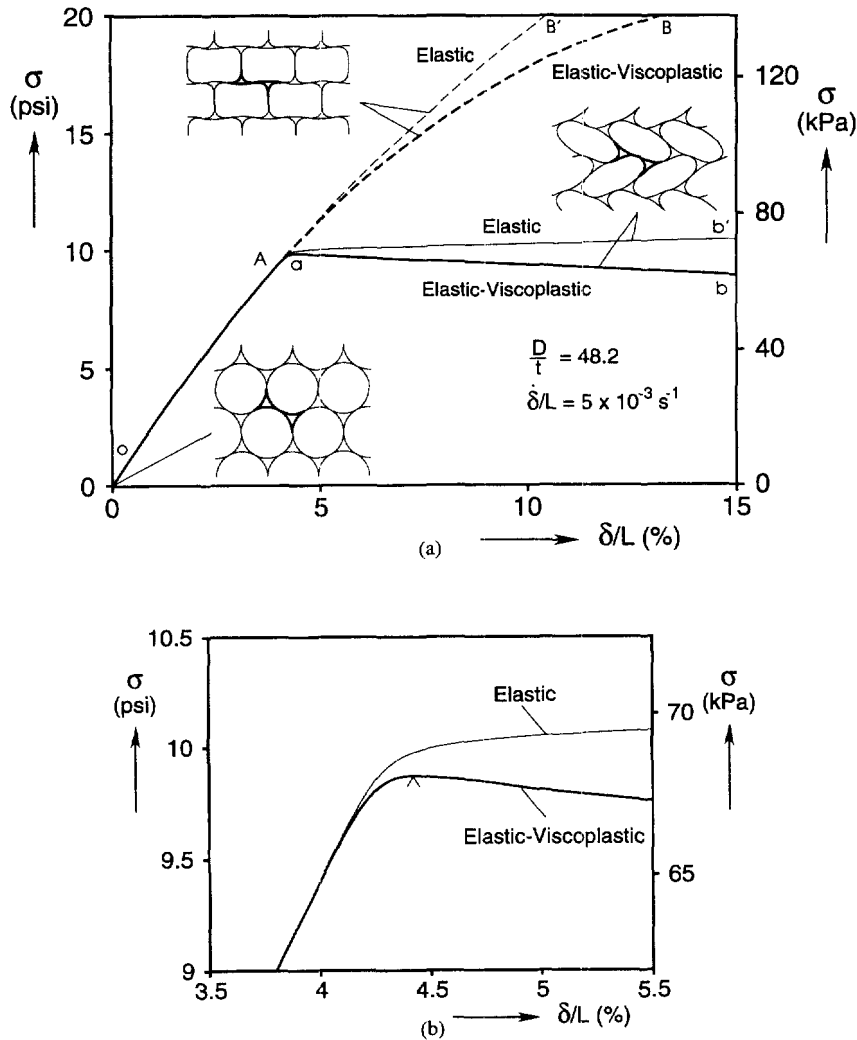 20
σ
(psi)
15
10
5
0
B'
B
Elastic
Elastic-Viscoplastic
120
σ
(kPa)
80
40
0
A
a
Elastic
b'
Elastic-Viscoplastic
b
D/t = 48.2
δ̇/L = 5 x 10⁻³ s⁻¹
o
0
5
10
15
(a)
δ/L (%)
10.5
σ
(psi)
10
9.5
9
Elastic
Elastic-Viscoplastic
70
σ
(kPa)
65
3.5
4
4.5
5
5.5
(b)
δ/L (%)